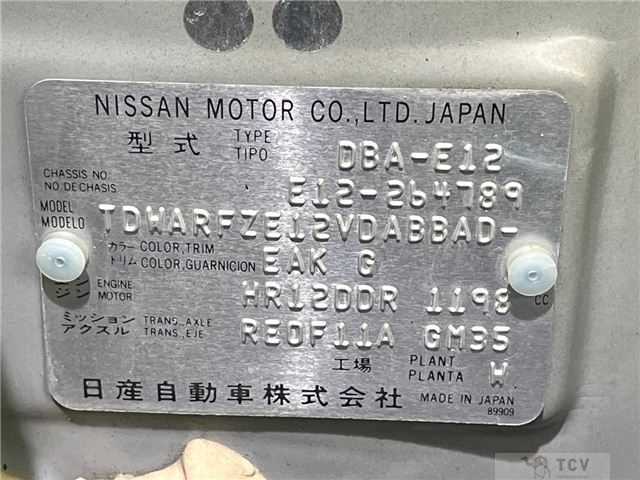 NISSAN MOTOR CO.,LTD. JAPAN
型式 TYPE TIPO DBA-E12
CHASSIS NO. NO.DE CHASIS E12-264789
MODEL MODELO TDWARFZE12VDABBAD-
カラー COLOR,TRIM
トリム COLOR,GUARNICION EAK G
ジン ENGINE MOTOR HR12DDR 1198 CC
ミッション TRANS.,AXLE
アクスル TRANS.,EJE RE0F11A GM35
工場 PLANT PLANTA W
日産自動車株式会社 MADE IN JAPAN
89909
TCV